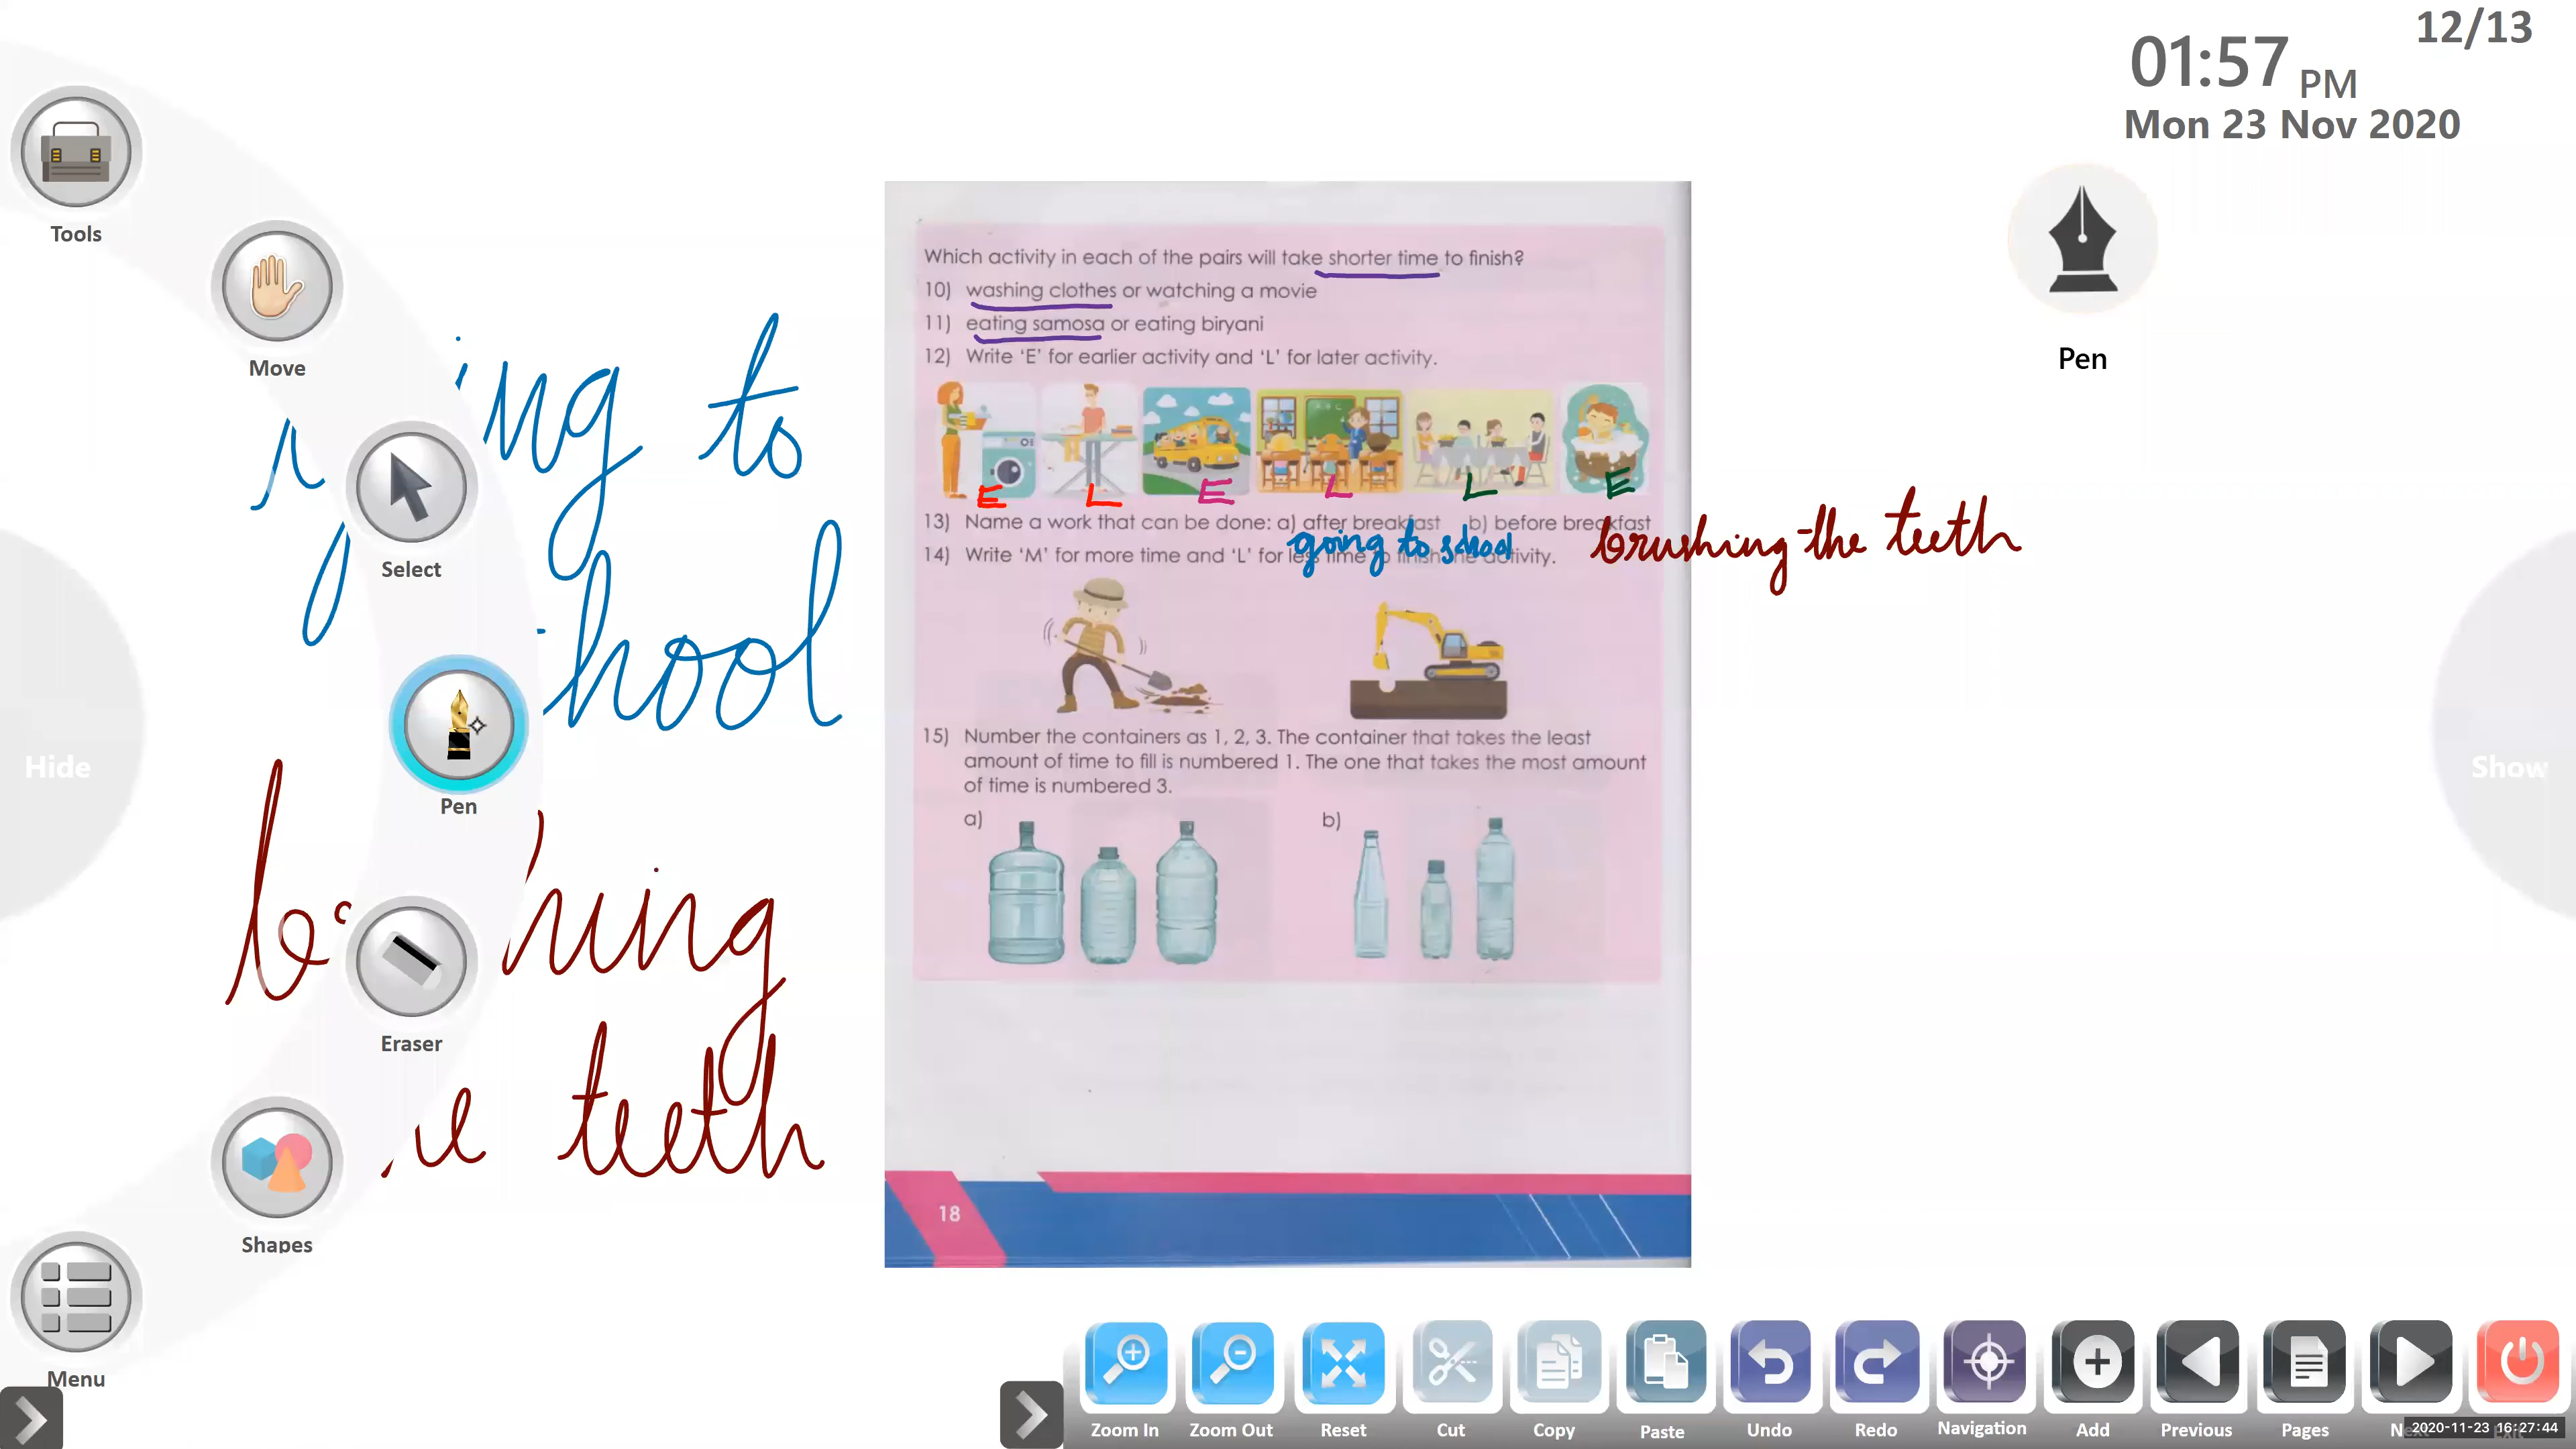 12/13
01:57 PM
Mon 23 Nov 2020
Tools
Move
Select
Pen
Eraser
Shapes
Menu
Hide
Show
Pen
ing to
hool
hing
teeth
Which activity in each of the pairs will take shorter time to finish?
10) washing clothes or watching a movie
11) eating samosa or eating biryani
12) Write 'E' for earlier activity and 'L' for later activity.
E L E L L E
13) Name a work that can be done: a) after breakfast b) before breakfast
going to school brushing the teeth
14) Write 'M' for more time and 'L' for less time to finish the activity.
15) Number the containers as 1, 2, 3. The container that takes the least
amount of time to fill is numbered 1. The one that takes the most amount
of time is numbered 3.
a) b)
18
Zoom In Zoom Out Reset Cut Copy Paste Undo Redo Navigation Add Previous Pages
2020-11-23 16:27:44